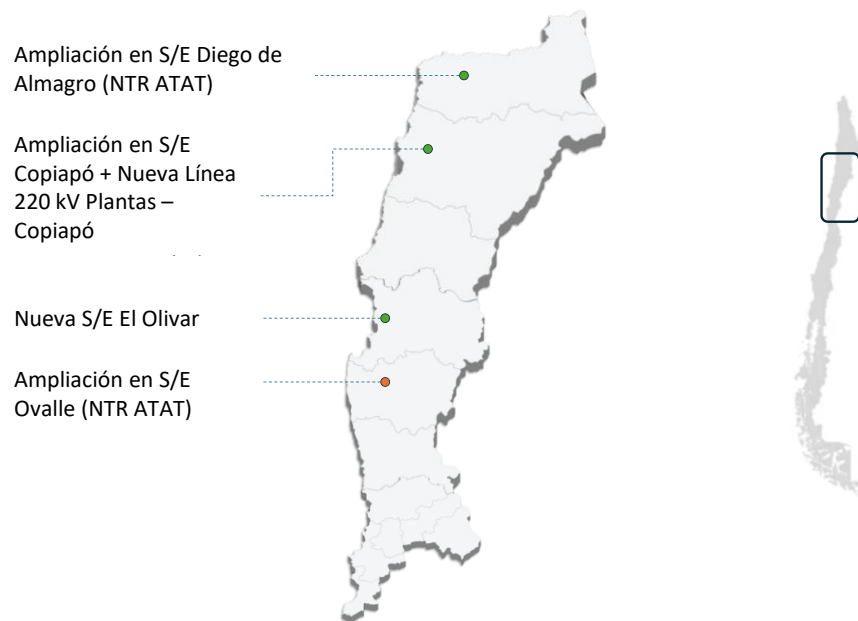 Ampliación en S/E Diego de
Almagro (NTR ATAT)
Ampliación en S/E
Copiapó + Nueva Línea
220 kV Plantas –
Copiapó
Nueva S/E El Olivar
Ampliación en S/E
Ovalle (NTR ATAT)